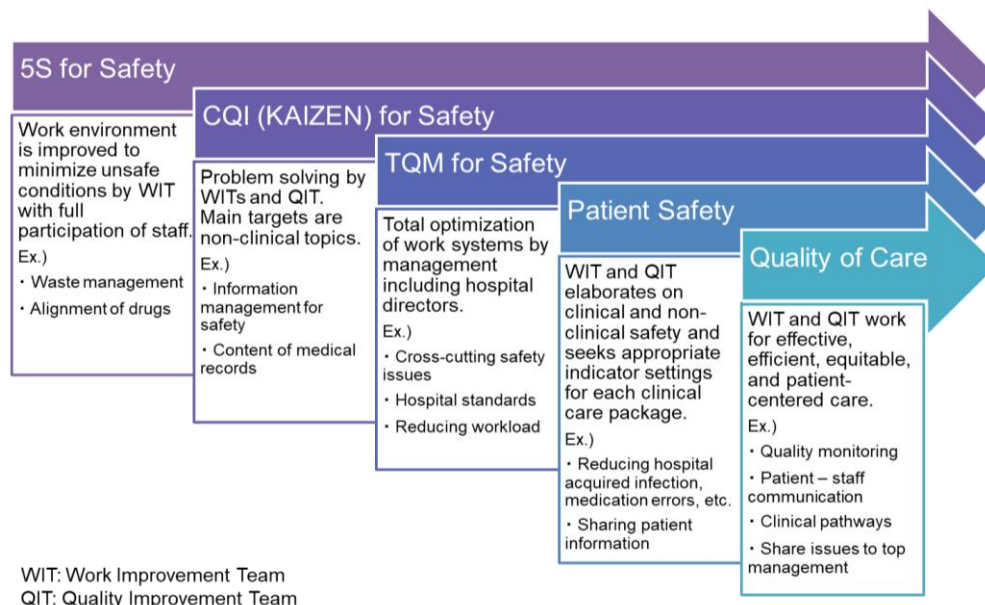 5S for Safety
Work environment
is improved to
minimize unsafe
conditions by WIT
with full
participation of staff.
Ex.)
・Waste management
・Alignment of drugs
CQI (KAIZEN) for Safety
Problem solving by
WITs and QIT.
Main targets are
non-clinical topics.
Ex.)
・Information
management for
safety
・Content of medical
records
TQM for Safety
Total optimization
of work systems by
management
including hospital
directors.
Ex.)
・Cross-cutting safety
issues
・Hospital standards
・Reducing workload
Patient Safety
WIT and QIT
elaborates on
clinical and non-
clinical safety and
seeks appropriate
indicator settings
for each clinical
care package.
Ex.)
・Reducing hospital
acquired infection,
medication errors, etc.
・Sharing patient
information
Quality of Care
WIT and QIT work
for effective,
efficient, equitable,
and patient-
centered care.
Ex.)
・Quality monitoring
・Patient – staff
communication
・Clinical pathways
・Share issues to top
management
WIT: Work Improvement Team
QIT: Quality Improvement Team